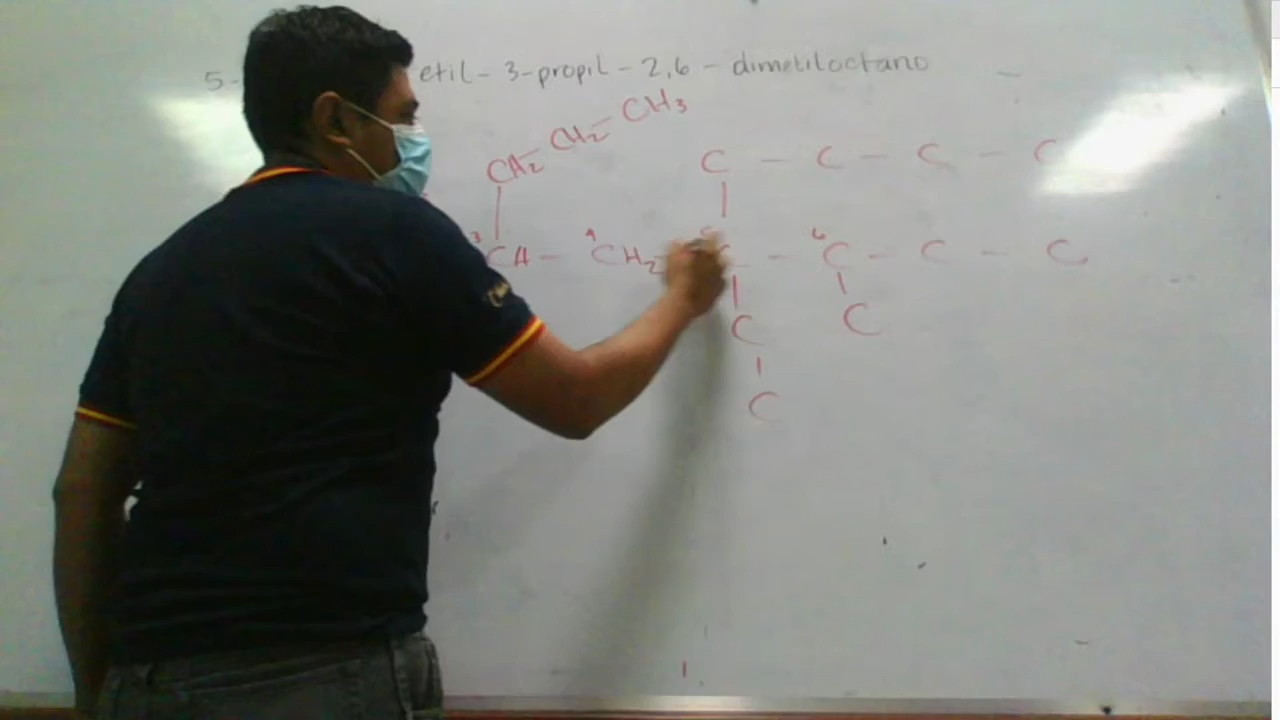 5- etil-3-propil-2,6-dimetiloctano
CH2-CH2-CH3
C - C - C - C
3 4 6
CH - CH2 C - C - C - C
C C
C